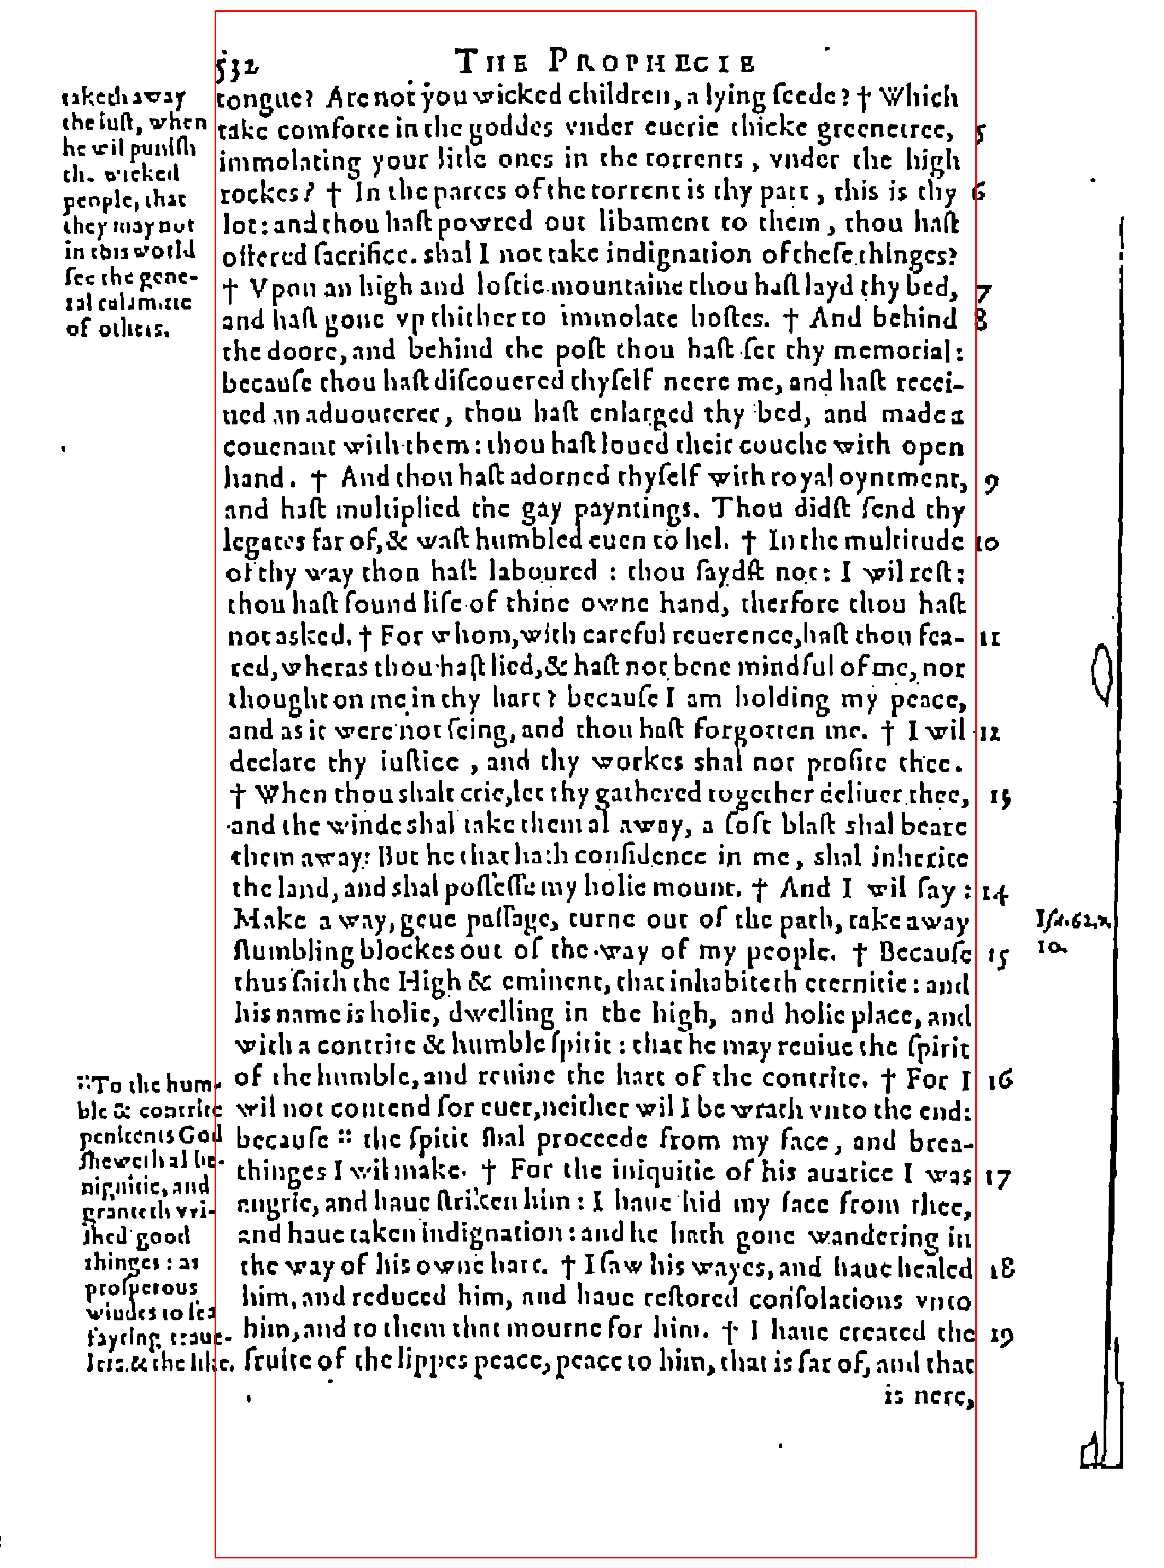 532 THE PROPHECIE
tongue? Are not you wicked children, a lying ſeede? † Which
take comforte in the goddes vnder euerie thicke greene tree, 5
immolating your litle ones in the torrents, vnder the high
rockes? † In the partes of the torrent is thy part, this is thy 6
lot: and thou haſt powred out libament to them, thou haſt
offered ſacrifice. shal I not take indignation of theſe thinges?
† Vpon an high and loftie mountaine thou haſt layd thy bed, 7
and haſt gone vp thither to immolate hoſtes. † And behind 8
the doore, and behind the poſt thou haſt ſet thy memorial:
becauſe thou haſt diſcouered thyſelf neere me, and haſt recei-
ued an aduouterer, thou haſt enlarged thy bed, and made a
couenant with them: thou haſt loued their couche with open
hand. † And thou haſt adorned thyſelf with royal oyntment, 9
and haſt multiplied the gay payntings. Thou didſt ſend thy
legates far of, & waſt humbled euen to hel. † In the multitude 10
of thy way thou haſt laboured: thou ſaydſt not: I wil reſt:
thou haſt found life of thine owne hand, therfore thou haſt
not asked. † For whom, with careful reuerence, haſt thou fea- 11
red, wheras thou haſt lied, & haſt not bene mindful of me, nor
thought on me in thy hart? becauſe I am holding my peace,
and as it were not ſeing, and thou haſt forgotten me. † I wil 12
declare thy iuſtice, and thy workes shal not profite thee.
† When thou shalt crie, let thy gathered together deliuer thee, 13
and the winde shal take them al away, a ſoft blaſt shal beare
them away: But he that hath confidence in me, shal inherite
the land, and shal poſſeſſe my holie mount. † And I wil ſay: 14
Make a way, geue paſſage, turne out of the path, take away
ſtumbling blockes out of the way of my people. † Becauſe 15
thus ſaith the High & eminent, that inhabiteth eternitie: and
his name is holie, dwelling in the high, and holie place, and
with a contrite & humble ſpirit: that he may reuiue the ſpirit
of the humble, and reuiue the hart of the contrite. † For I 16
wil not contend for euer, neither wil I be wrath vnto the end:
becauſe :: the ſpirit ſhal proceede from my face, and brea-
thinges I wil make. † For the iniquitie of his auarice I was 17
angrie, and haue ſtriken him: I haue hid my face from thee,
and haue taken indignation: and he hath gone wandering in
the way of his owne hart. † I ſaw his wayes, and haue healed 18
him, and reduced him, and haue reſtored conſolations vnto
him, and to them that mourne for him. † I haue created the 19
fruite of the lippes peace, peace to him, that is far of, and that
is nere,
taketh away
the iuſt, when
he wil puniſh
the wicked
people, that
they may not
in this world
ſee the gene-
ral calamitie
of others.
::To the hum-
ble & contrite
penitents God
ſheweth al be-
nignitie, and
granteth wi-
ſhed good
thinges: as
proſperous
windes to ſea
fayring, traue-
lers, & the like.
Iſa. 62. v.
10.